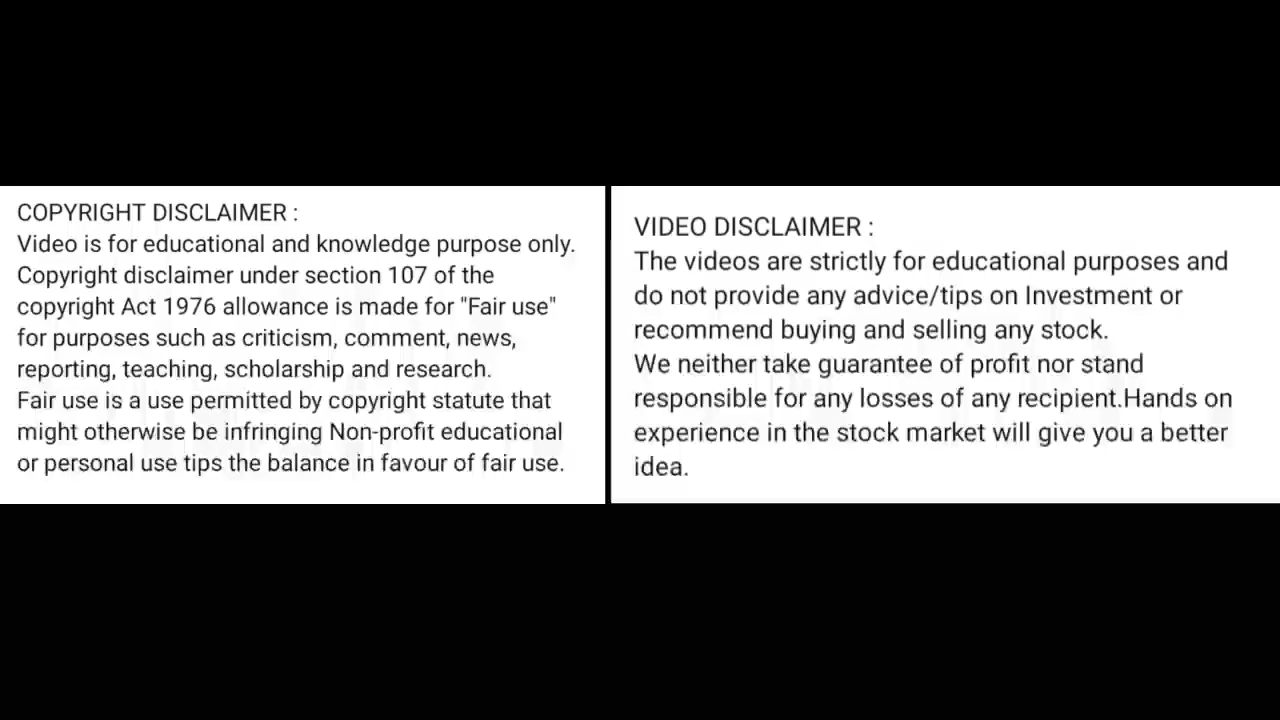 COPYRIGHT DISCLAIMER :
Video is for educational and knowledge purpose only.
Copyright disclaimer under section 107 of the
copyright Act 1976 allowance is made for "Fair use"
for purposes such as criticism, comment, news,
reporting, teaching, scholarship and research.
Fair use is a use permitted by copyright statute that
might otherwise be infringing Non-profit educational
or personal use tips the balance in favour of fair use.
VIDEO DISCLAIMER :
The videos are strictly for educational purposes and
do not provide any advice/tips on Investment or
recommend buying and selling any stock.
We neither take guarantee of profit nor stand
responsible for any losses of any recipient.Hands on
experience in the stock market will give you a better
idea.